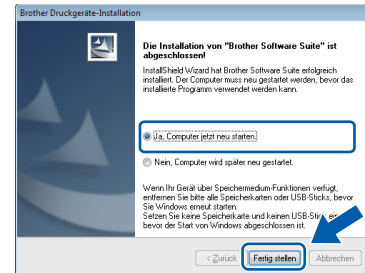 Brother Druckgeräte-Installation
Die Installation von "Brother Software Suite" ist
abgeschlossen!
InstallShield Wizard hat Brother Software Suite erfolgreich
installiert. Der Computer muss neu gestartet werden, bevor das
installierte Programm verwendet werden kann.
Ja, Computer jetzt neu starten.
Nein, Computer wird später neu gestartet.
Wenn Ihr Gerät über Speichermedium-Funktionen verfügt,
entfernen Sie bitte alle Speicherkarten oder USB-Sticks, bevor
Sie Windows erneut starten.
Setzen Sie keine Speicherkarte und keinen USB-Stick ein,
bevor der Start von Windows abgeschlossen ist.
< Zurück
Fertig stellen
Abbrechen